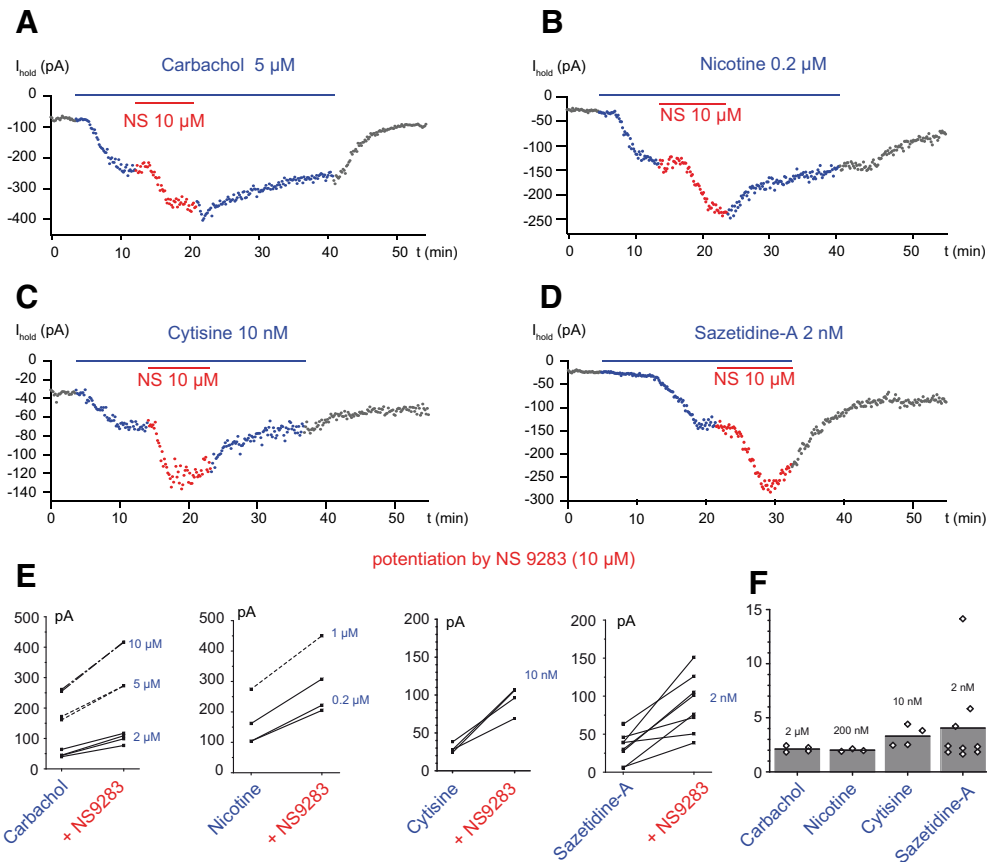 A
I hold (pA)
Carbachol 5 µM
NS 10 µM
0
-100
-200
-300
-400
0 10 20 30 40 50 t (min)
B
I hold (pA)
Nicotine 0.2 µM
NS 10 µM
0
-50
-100
-150
-200
-250
0 10 20 30 40 50 t (min)
C
I hold (pA)
Cytisine 10 nM
NS 10 µM
0
-20
-40
-60
-80
-100
-120
-140
0 10 20 30 40 50 t (min)
D
I hold (pA)
Sazetidine-A 2 nM
NS 10 µM
0
-50
-100
-150
-200
-250
-300
0 10 20 30 40 50 t (min)
potentiation by NS 9283 (10 µM)
E
pA
500
400
300
200
100
0
10 µM
5 µM
2 µM
Carbachol
+ NS9283
pA
500
400
300
200
100
0
1 µM
0.2 µM
Nicotine
+ NS9283
pA
200
150
100
50
0
10 nM
Cytisine
+ NS9283
pA
200
150
100
50
0
2 nM
Sazetidine-A
+ NS9283
F
15
10
5
0
2 µM
200 nM
10 nM
2 nM
Carbachol
Nicotine
Cytisine
Sazetidine-A